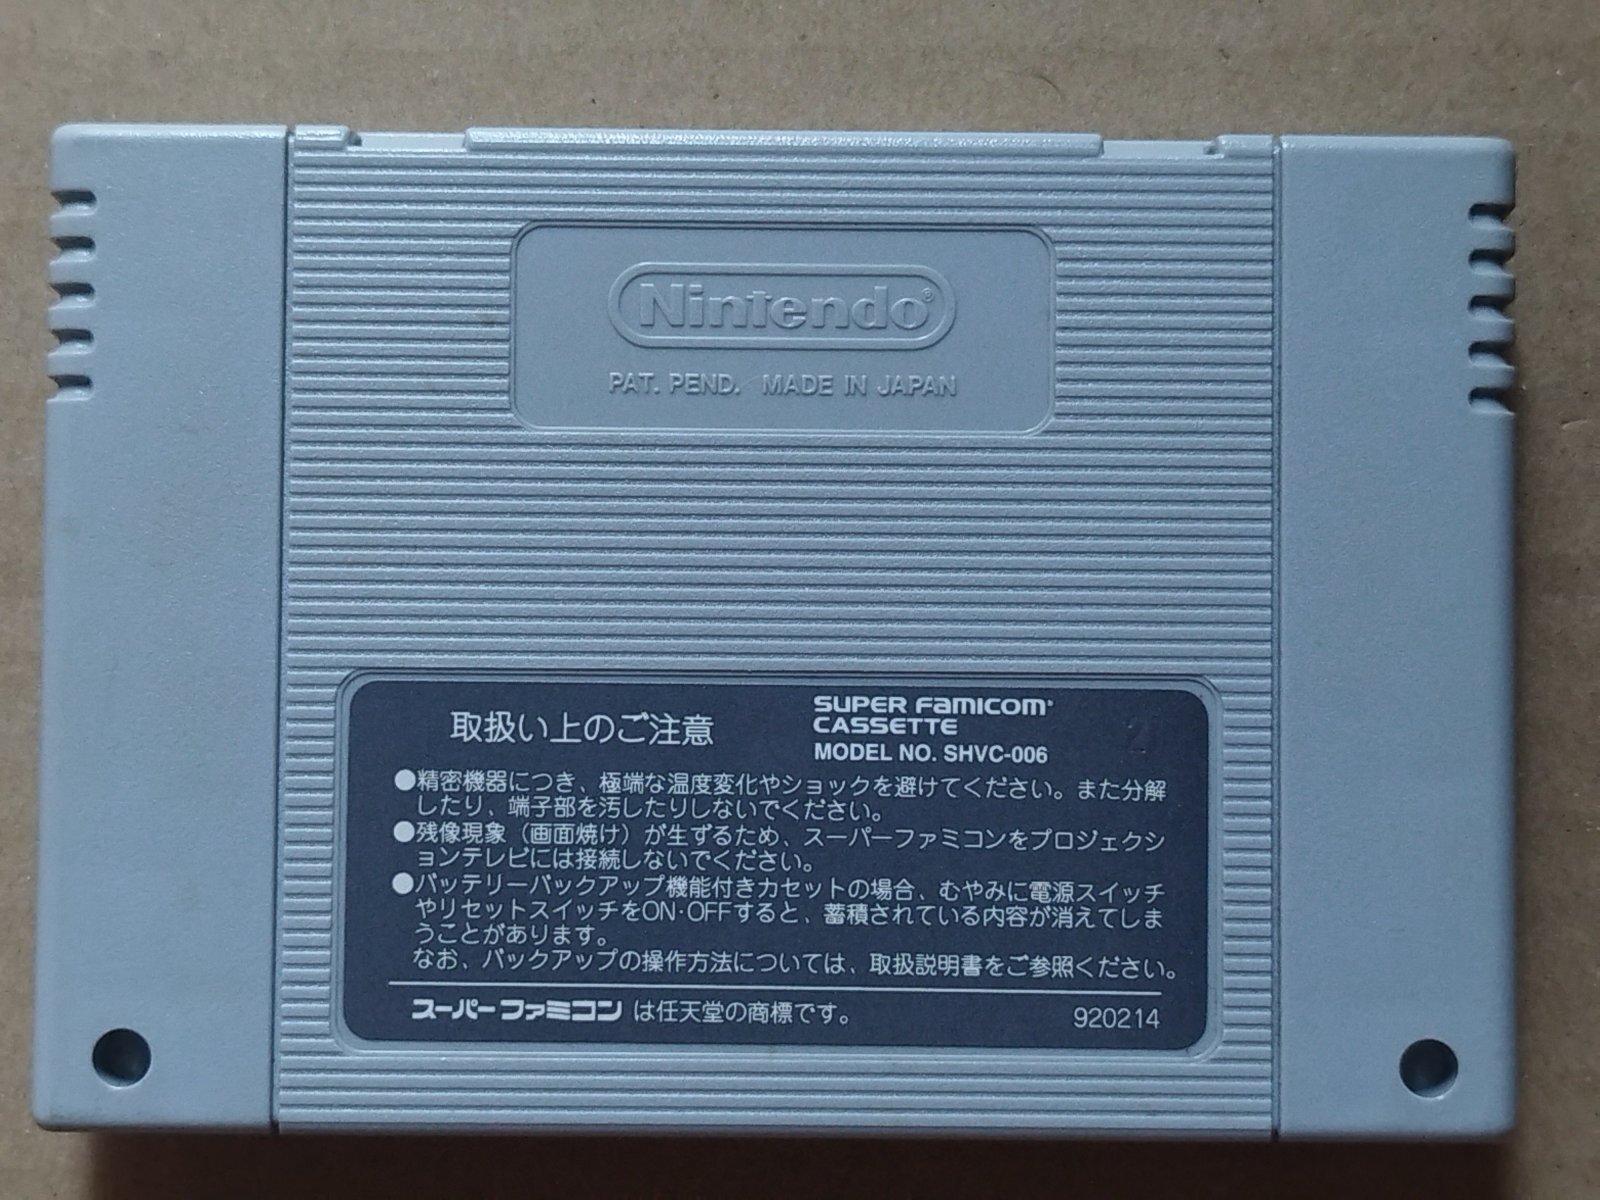 Nintendo®
PAT. PEND. MADE IN JAPAN
取扱い上のご注意
SUPER FAMICOM
CASSETTE
MODEL NO. SHVC-006
●精密機器につき、極端な温度変化やショックを避けてください。また分解
したり、端子部を汚したりしないでください。
●残像現象（画面焼け）が生ずるため、スーパーファミコンをプロジェクシ
ョンテレビには接続しないでください。
●バッテリーバックアップ機能付きカセットの場合、むやみに電源スイッチ
やリセットスイッチをON・OFFすると、蓄積されている内容が消えてしま
うことがあります。
なお、バックアップの操作方法については、取扱説明書をご参照ください。
スーパーファミコン は任天堂の商標です。
920214